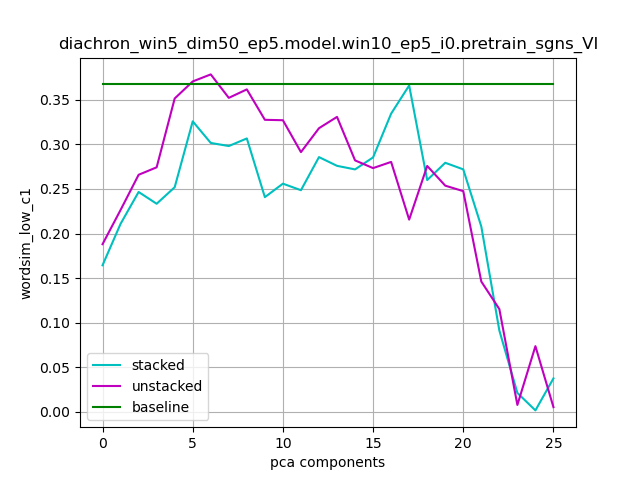 diachron_win5_dim50_ep5.model.win10_ep5_i0.pretrain_sgns_VI
wordsim_low_c1
0.35
0.30
0.25
0.20
0.15
0.10
0.05
0.00
stacked
unstacked
baseline
0 5 10 15 20 25
pca components